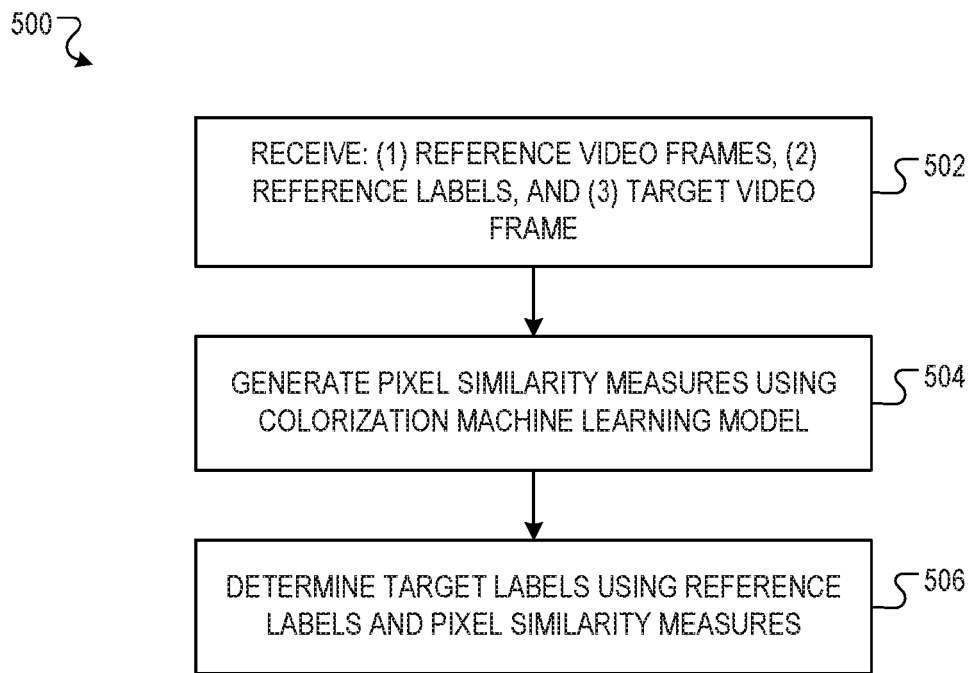 500
RECEIVE: (1) REFERENCE VIDEO FRAMES, (2)
REFERENCE LABELS, AND (3) TARGET VIDEO
FRAME
502
GENERATE PIXEL SIMILARITY MEASURES USING
COLORIZATION MACHINE LEARNING MODEL
504
DETERMINE TARGET LABELS USING REFERENCE
LABELS AND PIXEL SIMILARITY MEASURES
506